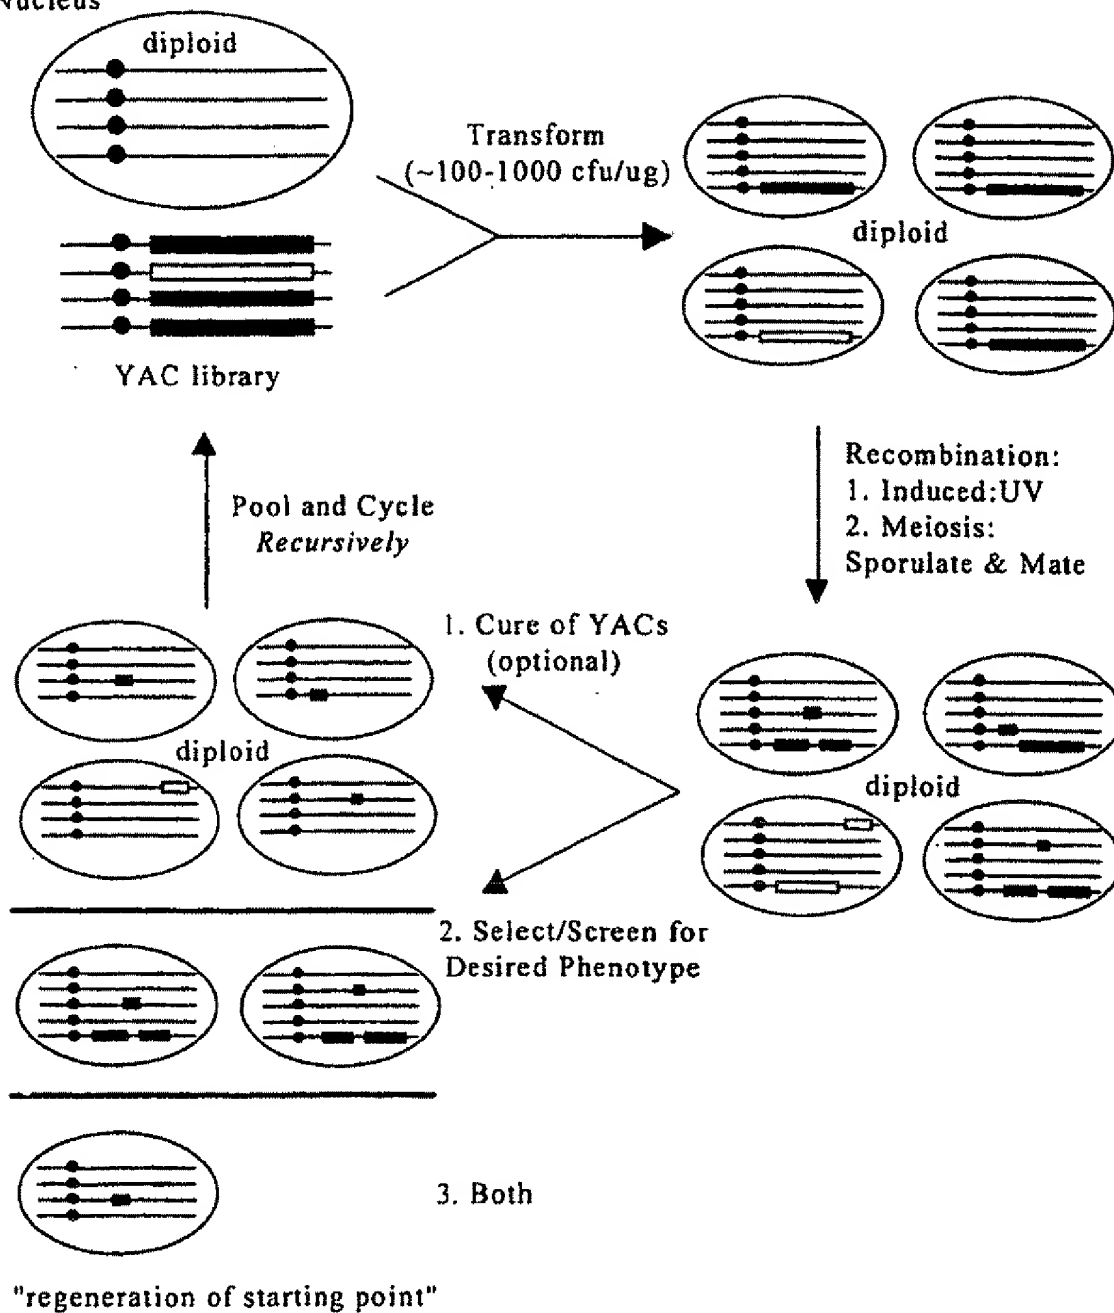 Nucleus
diploid
Transform
(~100-1000 cfu/ug)
diploid
YAC library
Recombination:
1. Induced:UV
2. Meiosis:
Sporulate & Mate
Pool and Cycle
Recursively
1. Cure of YACs
(optional)
diploid
diploid
2. Select/Screen for
Desired Phenotype
3. Both
"regeneration of starting point"